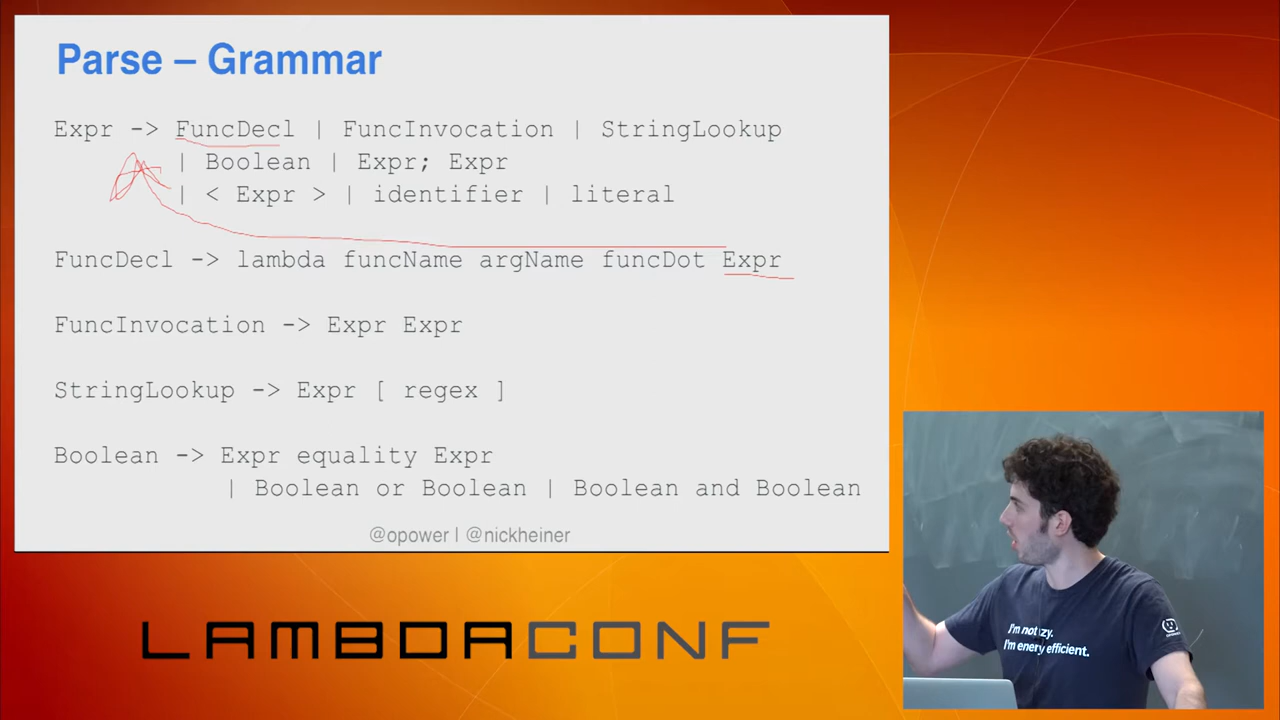 Parse – Grammar
Expr -> FuncDecl | FuncInvocation | StringLookup
| Boolean | Expr; Expr
| < Expr > | identifier | literal
FuncDecl -> lambda funcName argName funcDot Expr
FuncInvocation -> Expr Expr
StringLookup -> Expr [ regex ]
Boolean -> Expr equality Expr
| Boolean or Boolean | Boolean and Boolean
@opower | @nickheiner
LAMBDACONF
I'm not
I'm energy efficient.